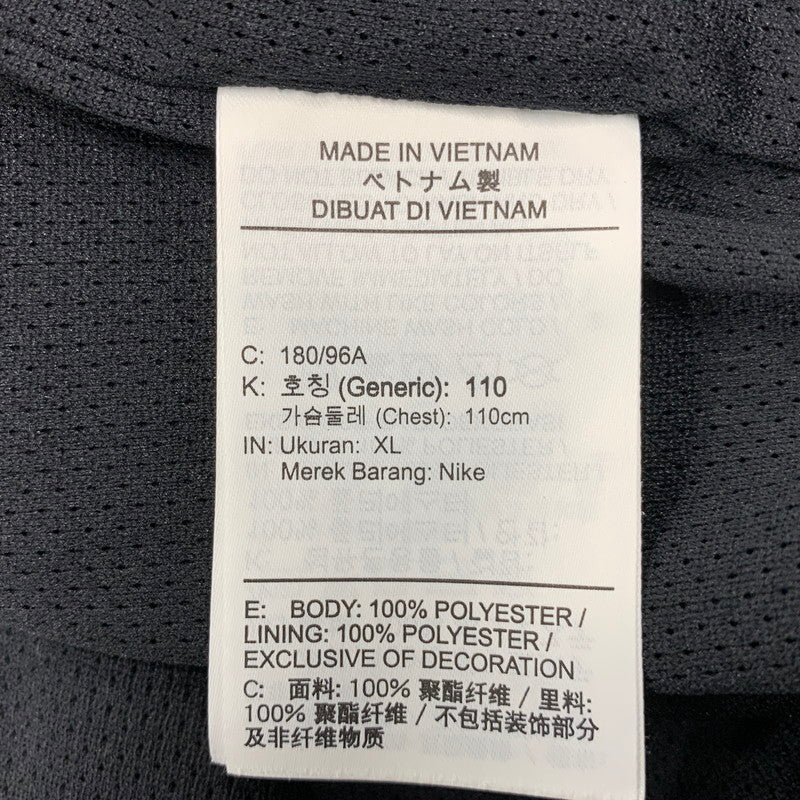 MADE IN VIETNAM
ベトナム製
DIBUAT DI VIETNAM
C: 180/96A
K: 호칭 (Generic): 110
가슴둘레 (Chest): 110cm
IN: Ukuran: XL
Merek Barang: Nike
E: BODY: 100% POLYESTER /
LINING: 100% POLYESTER /
EXCLUSIVE OF DECORATION
C: 面料: 100% 聚酯纤维 / 里料:
100% 聚酯纤维 / 不包括装饰部分
及非纤维物质